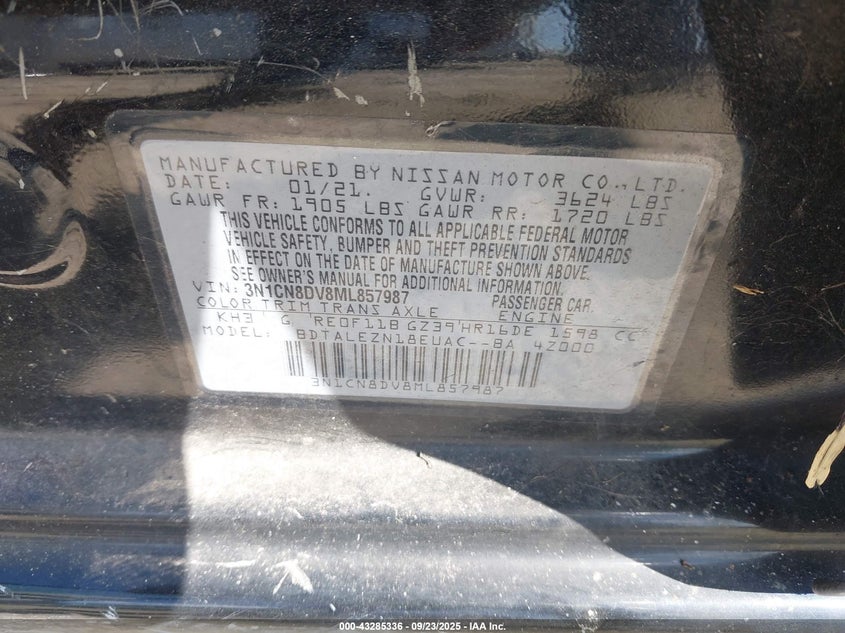 MANUFACTURED BY NISSAN MOTOR CO., LTD.
DATE: 01/21. GVWR: 3624 LBS
GAWR FR: 1905 LBS GAWR RR: 1720 LBS
THIS VEHICLE CONFORMS TO ALL APPLICABLE FEDERAL MOTOR
VEHICLE SAFETY, BUMPER AND THEFT PREVENTION STANDARDS
IN EFFECT ON THE DATE OF MANUFACTURE SHOWN ABOVE.
SEE OWNER'S MANUAL FOR ADDITIONAL INFORMATION.
VIN: 3N1CN8DV8ML857987 PASSENGER CAR.
COLOR TRIM TRANS AXLE ENGINE
KH3 G RE0F11B GZ39 HR16DE 1598 CC
MODEL: BDTALEZN18EUAC--BA 4Z000
3N1CN8DV8ML857987
000-43285336 - 09/23/2025 - IAA Inc.